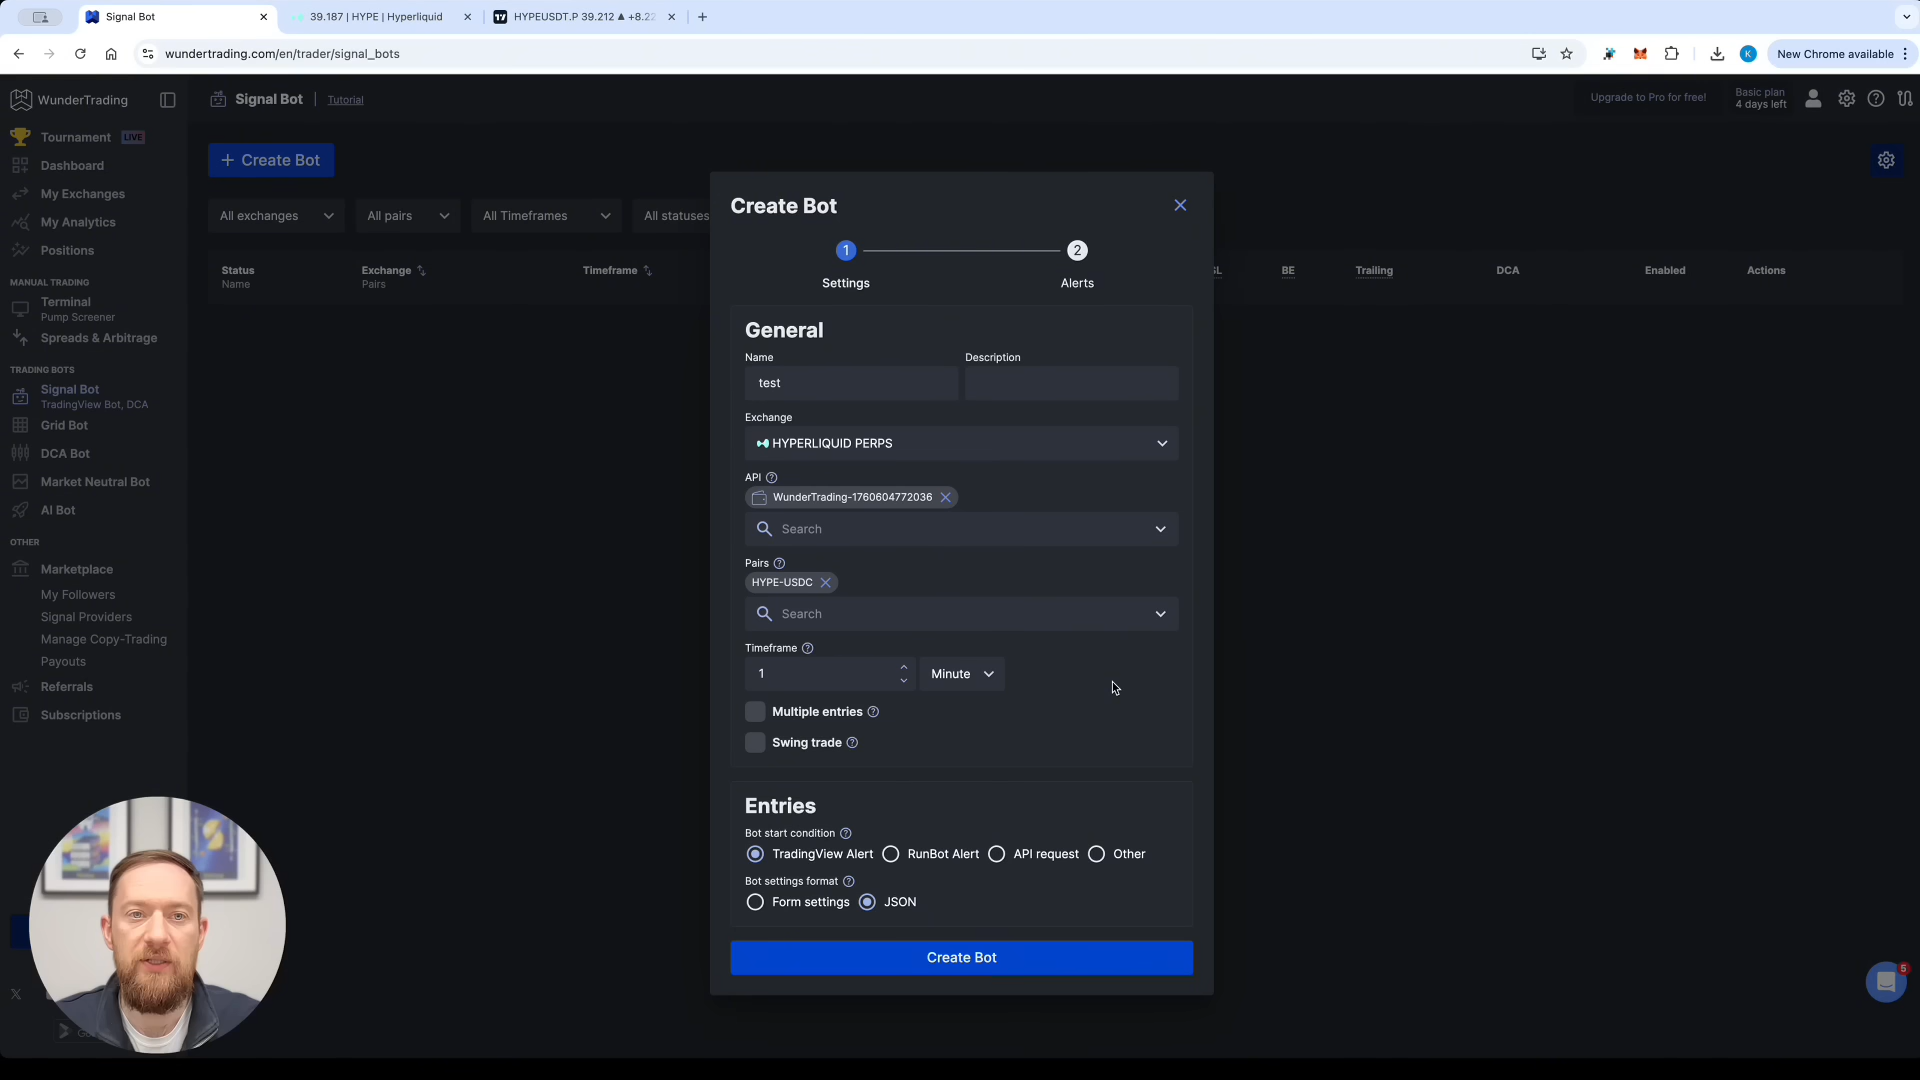 Signal Bot
39.187 | HYPE | Hyperliquid
HYPEUSDT.P 39.212 ▲ +8.22
wundertrading.com/en/trader/signal_bots
K
New Chrome available
WunderTrading
Signal Bot
Tutorial
Upgrade to Pro for free!
Basic plan
4 days left
Tournament LIVE
Dashboard
My Exchanges
My Analytics
Positions
MANUAL TRADING
Terminal
Pump Screener
Spreads & Arbitrage
TRADING BOTS
Signal Bot
TradingView Bot, DCA
Grid Bot
DCA Bot
Market Neutral Bot
AI Bot
OTHER
Marketplace
My Followers
Signal Providers
Manage Copy-Trading
Payouts
Referrals
Subscriptions
+ Create Bot
All exchanges
All pairs
All Timeframes
All statuses
Status
Name
Exchange
Pairs
Timeframe
SL
BE
Trailing
DCA
Enabled
Actions
Create Bot
1
2
Settings
Alerts
General
Name
Description
test
Exchange
HYPERLIQUID PERPS
API
WunderTrading-1760604772036
Search
Pairs
HYPE-USDC
Search
Timeframe
1
Minute
Multiple entries
Swing trade
Entries
Bot start condition
TradingView Alert
RunBot Alert
API request
Other
Bot settings format
Form settings
JSON
Create Bot
5